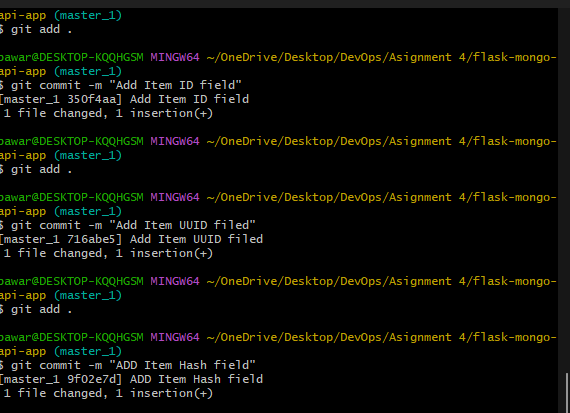 api-app (master_1)
$ git add .
pawar@DESKTOP-KQQHGSM MINGW64 ~/OneDrive/Desktop/DevOps/Asignment 4/flask-mongo-
api-app (master_1)
$ git commit -m "Add Item ID field"
[master_1 350f4aa] Add Item ID field
1 file changed, 1 insertion(+)
pawar@DESKTOP-KQQHGSM MINGW64 ~/OneDrive/Desktop/DevOps/Asignment 4/flask-mongo-
api-app (master_1)
$ git add .
pawar@DESKTOP-KQQHGSM MINGW64 ~/OneDrive/Desktop/DevOps/Asignment 4/flask-mongo-
api-app (master_1)
$ git commit -m "Add Item UUID filed"
[master_1 716abe5] Add Item UUID filed
1 file changed, 1 insertion(+)
pawar@DESKTOP-KQQHGSM MINGW64 ~/OneDrive/Desktop/DevOps/Asignment 4/flask-mongo-
api-app (master_1)
$ git add .
pawar@DESKTOP-KQQHGSM MINGW64 ~/OneDrive/Desktop/DevOps/Asignment 4/flask-mongo-
api-app (master_1)
$ git commit -m "ADD Item Hash field"
[master_1 9f02e7d] ADD Item Hash field
1 file changed, 1 insertion(+)